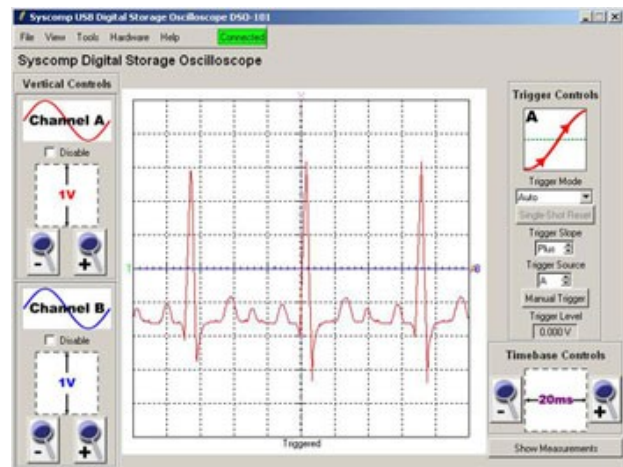 Syscomp USB Digital Storage Oscilloscope DSO-101
File View Tools Hardware Help Connected
Syscomp Digital Storage Oscilloscope
Vertical Controls
Channel A
Disable
1V
- +
Channel B
Disable
1V
- +
T
X
A
B
Triggered
Trigger Controls
A
Trigger Mode
Auto
Single-Shot Reset
Trigger Slope
Plus
Trigger Source
A
Manual Trigger
Trigger Level
0.000 V
Timebase Controls
- 20ms +
Show Measurements